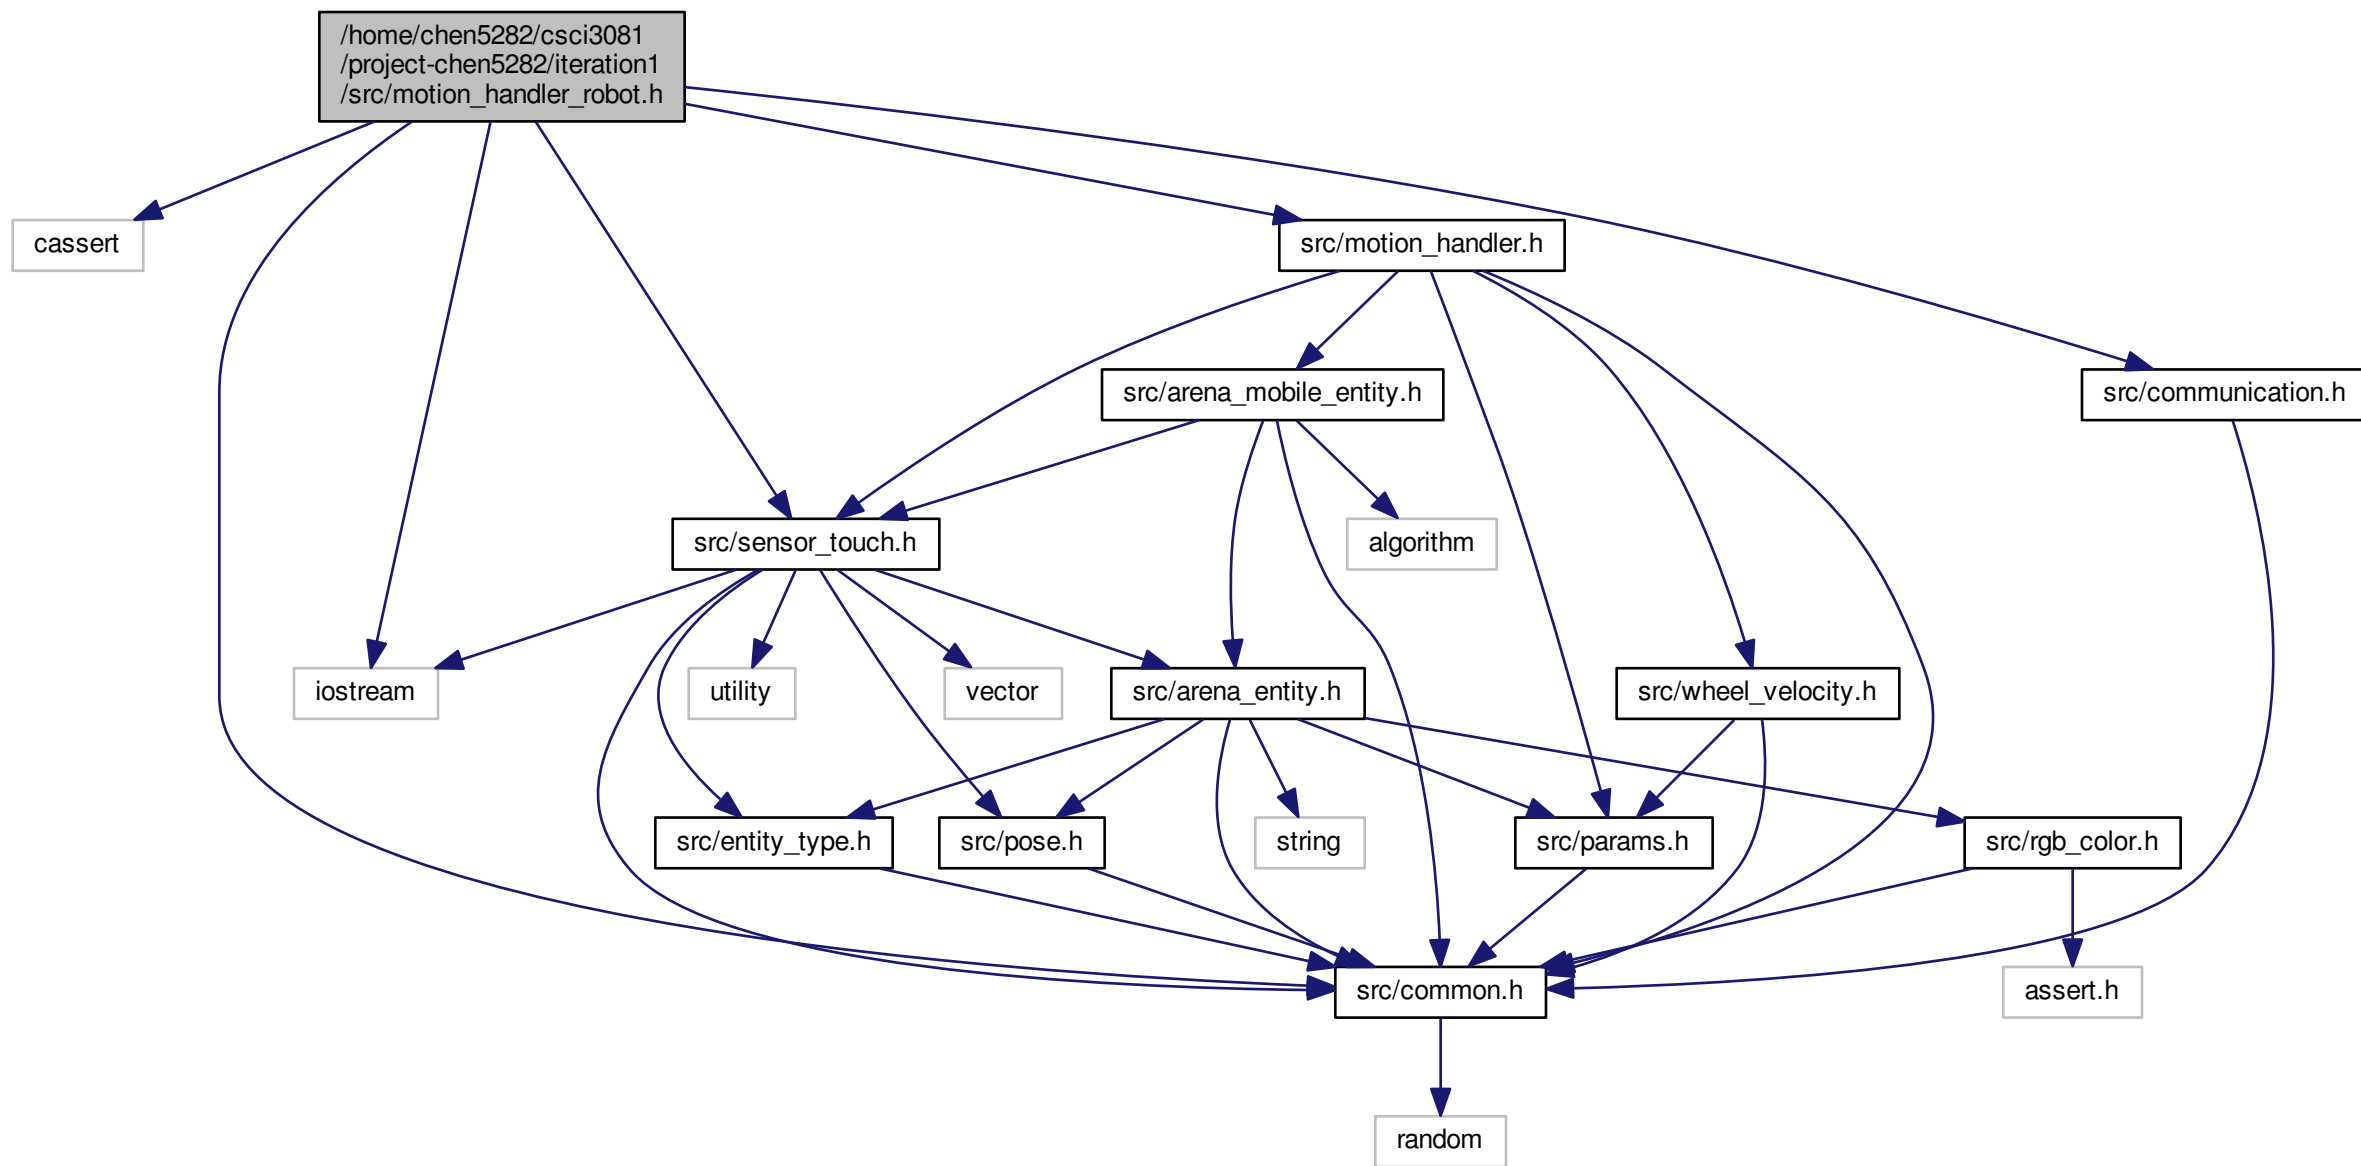 /home/chen5282/csci3081
/project-chen5282/iteration1
/src/motion_handler_robot.h
cassert
src/motion_handler.h
src/arena_mobile_entity.h
src/communication.h
src/sensor_touch.h
algorithm
iostream
utility
vector
src/arena_entity.h
src/wheel_velocity.h
src/entity_type.h
src/pose.h
string
src/params.h
src/rgb_color.h
src/common.h
assert.h
random